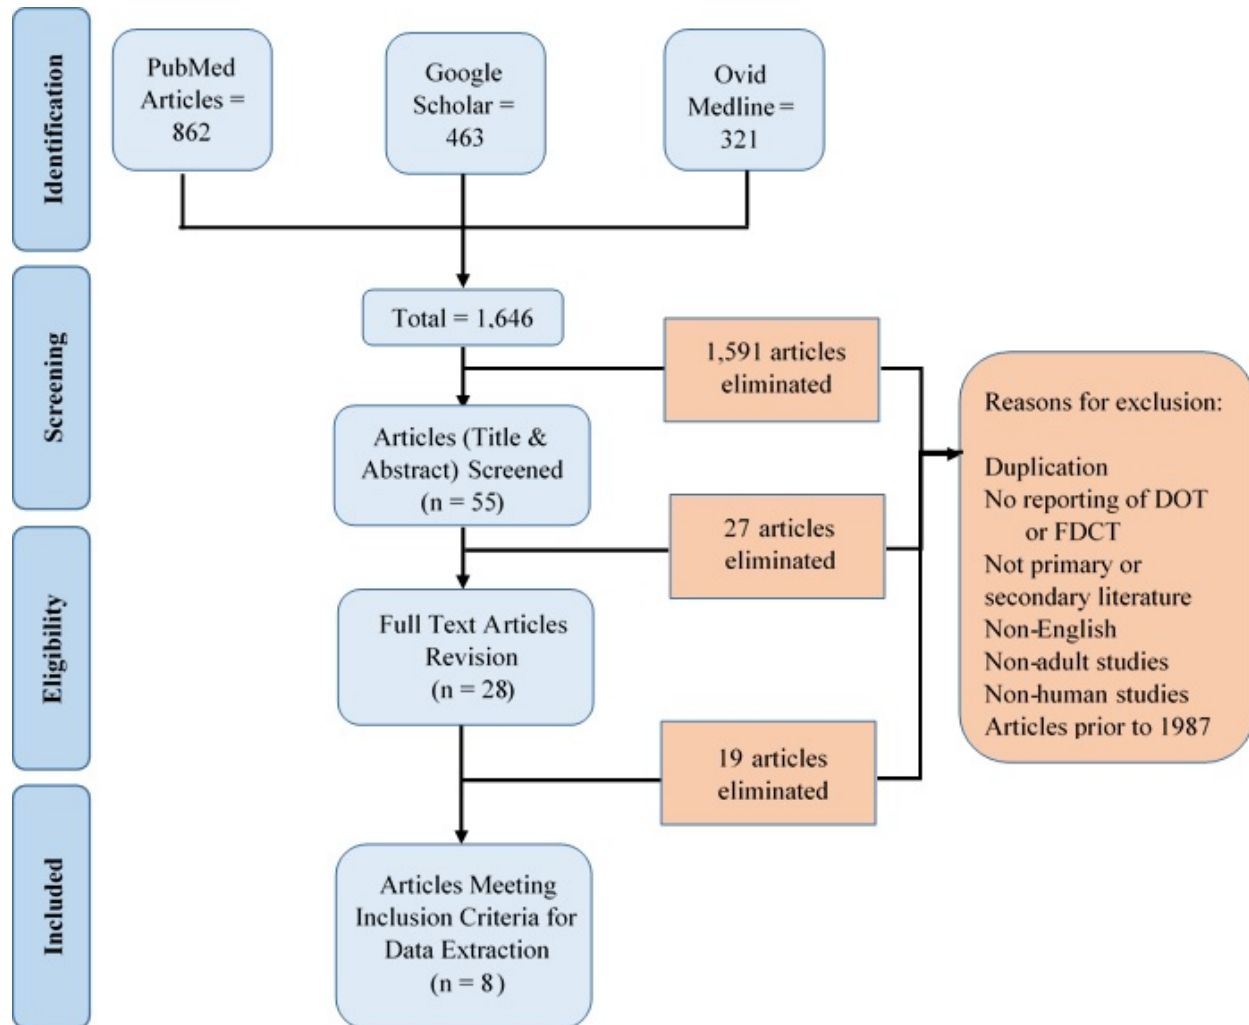 Identification
PubMed
Articles =
862
Google
Scholar =
463
Ovid
Medline =
321
Screening
Total = 1,646
1,591 articles
eliminated
Articles (Title &
Abstract) Screened
(n = 55)
Reasons for exclusion:
Duplication
No reporting of DOT
or FDCT
Not primary or
secondary literature
Non-English
Non-adult studies
Non-human studies
Articles prior to 1987
Eligibility
27 articles
eliminated
Full Text Articles
Revision
(n = 28)
19 articles
eliminated
Included
Articles Meeting
Inclusion Criteria for
Data Extraction
(n = 8)